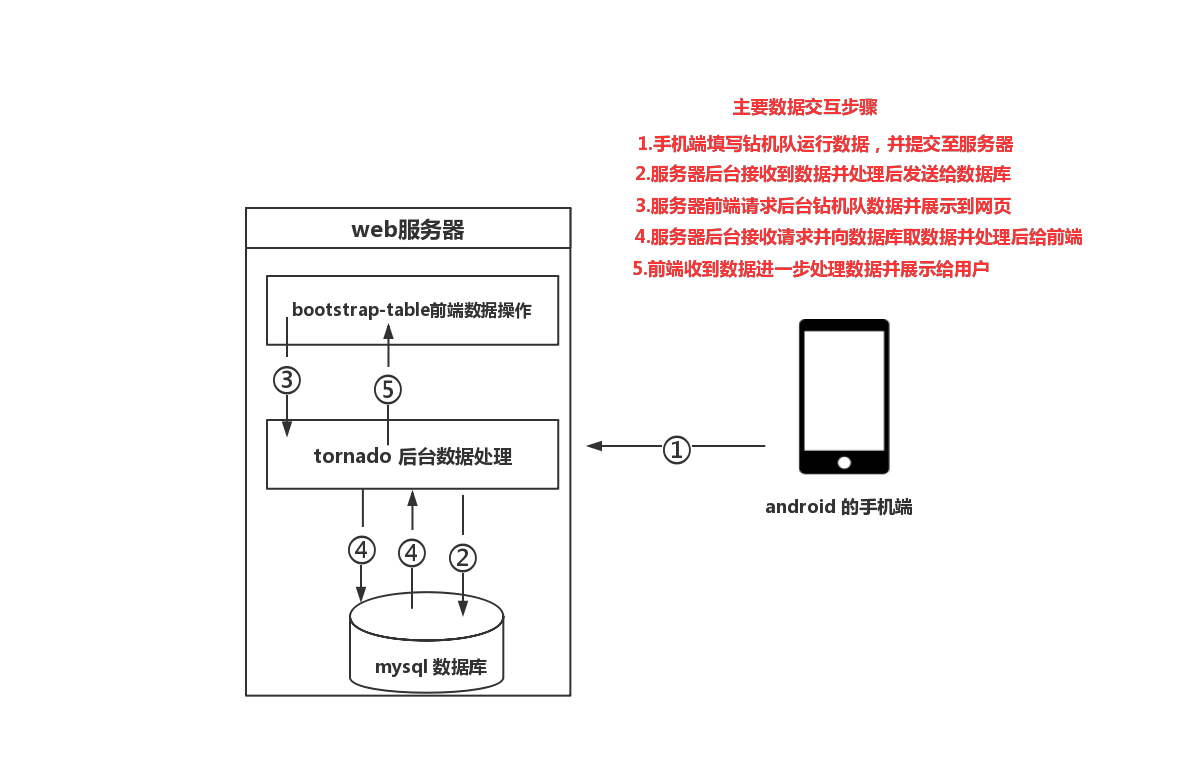 主要数据交互步骤
1.手机端填写钻机队运行数据，并提交至服务器
2.服务器后台接收到数据并处理后发送给数据库
3.服务器前端请求后台钻机队数据并展示到网页
4.服务器后台接收请求并向数据库取数据并处理后给前端
5.前端收到数据进一步处理数据并展示给用户
web服务器
bootstrap-table前端数据操作
③
⑤
tornado 后台数据处理
①
android 的手机端
④
④
②
mysql 数据库